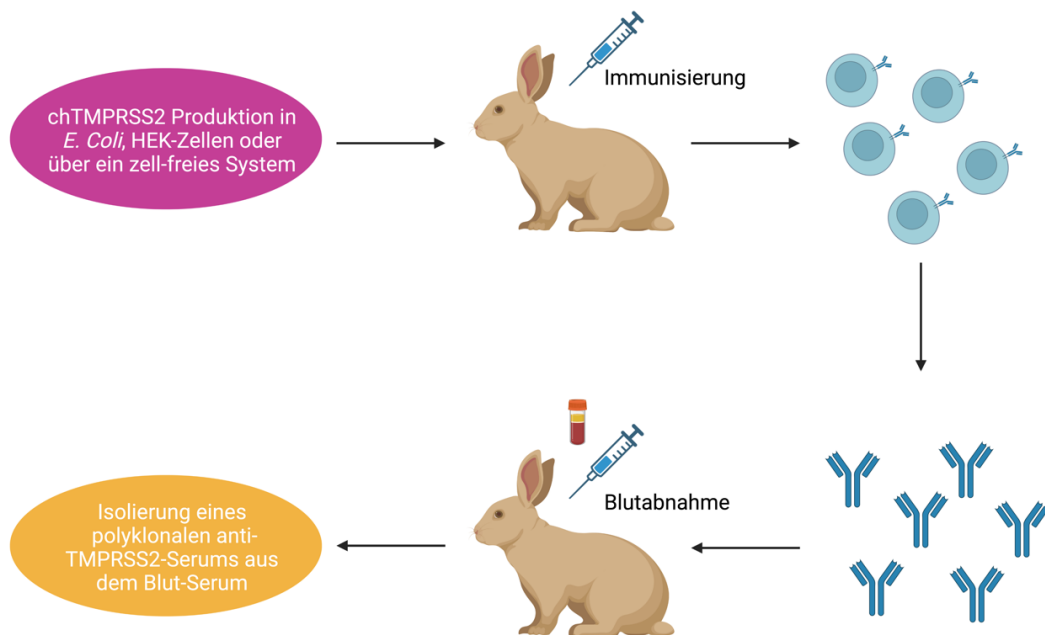 chTMPRSS2 Produktion in
E. Coli, HEK-Zellen oder
über ein zell-freies System
Immunisierung
Blutabnahme
Isolierung eines
polyklonalen anti-
TMPRSS2-Serums aus
dem Blut-Serum